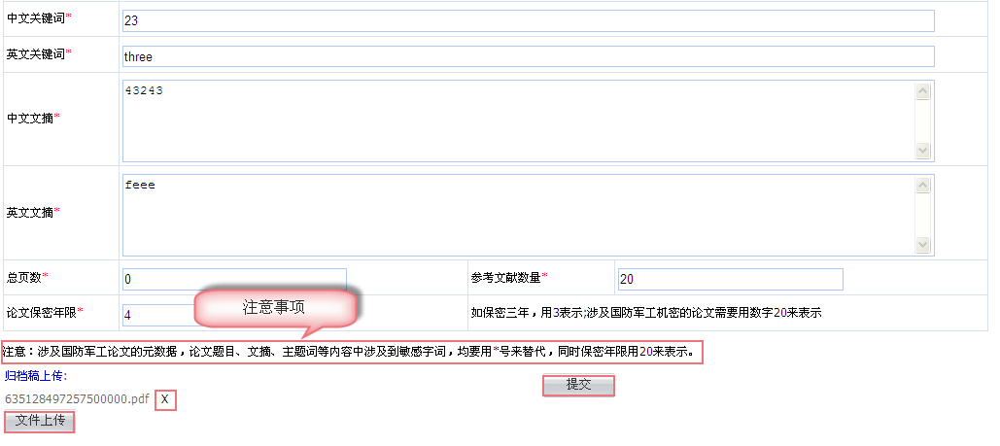 中文关键词* 23
英文关键词* three
中文文摘* 43243
英文文摘* feee
总页数* 0 参考文献数量* 20
注意事项
论文保密年限* 4 如保密三年，用3表示;涉及国防军工机密的论文需要用数字20来表示
注意：涉及国防军工论文的元数据，论文题目、文摘、主题词等内容中涉及到敏感字词，均要用*号来替代，同时保密年限用20来表示。
归档稿上传:
提交
635128497257500000.pdf X
文件上传